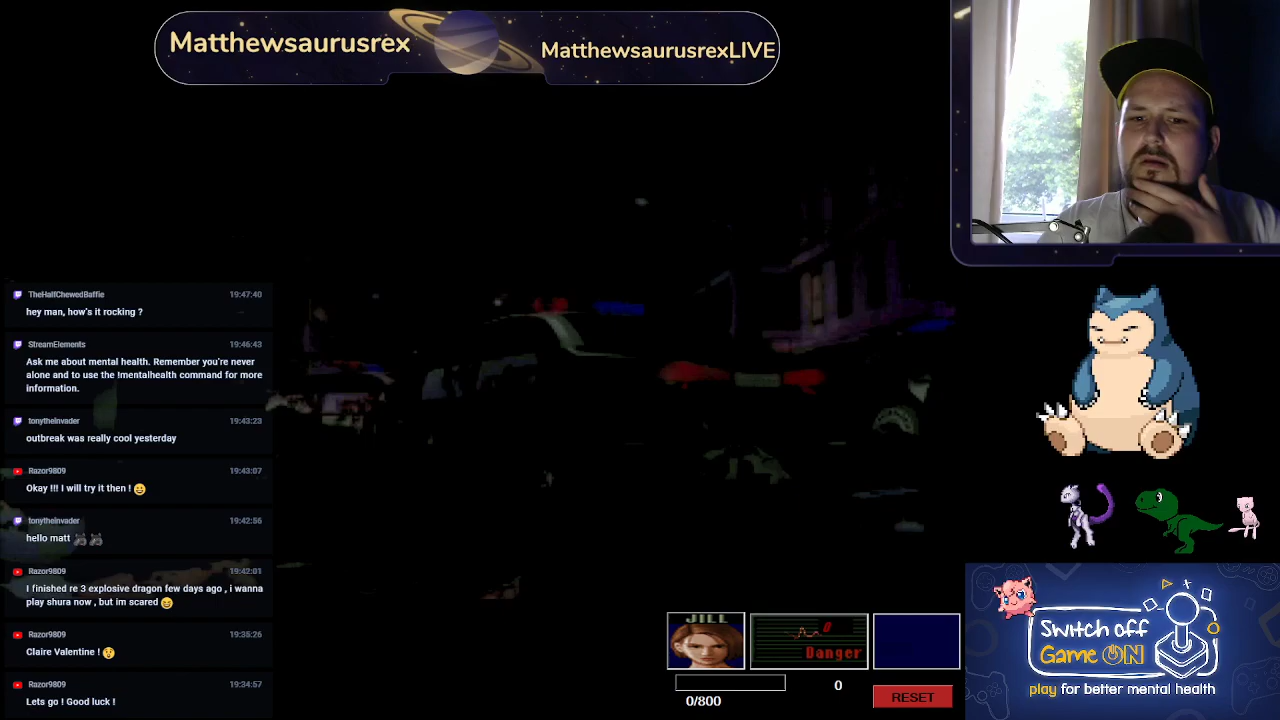 Matthewsaurusrex
MatthewsaurusrexLIVE
TheHalfChewedBaffie 19:47:40
hey man, how's it rocking ?
StreamElements 19:46:43
Ask me about mental health. Remember you're never
alone and to use the !mentalhealth command for more
information.
tonytheinvader 19:43:23
outbreak was really cool yesterday
Razor9809 19:43:07
Okay !!! I will try it then ! 😀
tonytheinvader 19:42:56
hello matt
Razor9809 19:42:01
I finished re 3 explosive dragon few days ago , i wanna
play shura now , but im scared 😆
Razor9809 19:35:26
Claire Valentine ! 😯
Razor9809 19:34:57
Lets go ! Good luck !
JILL
0
Danger
0/800
0
RESET
Switch off
Game ON
play for better mental health